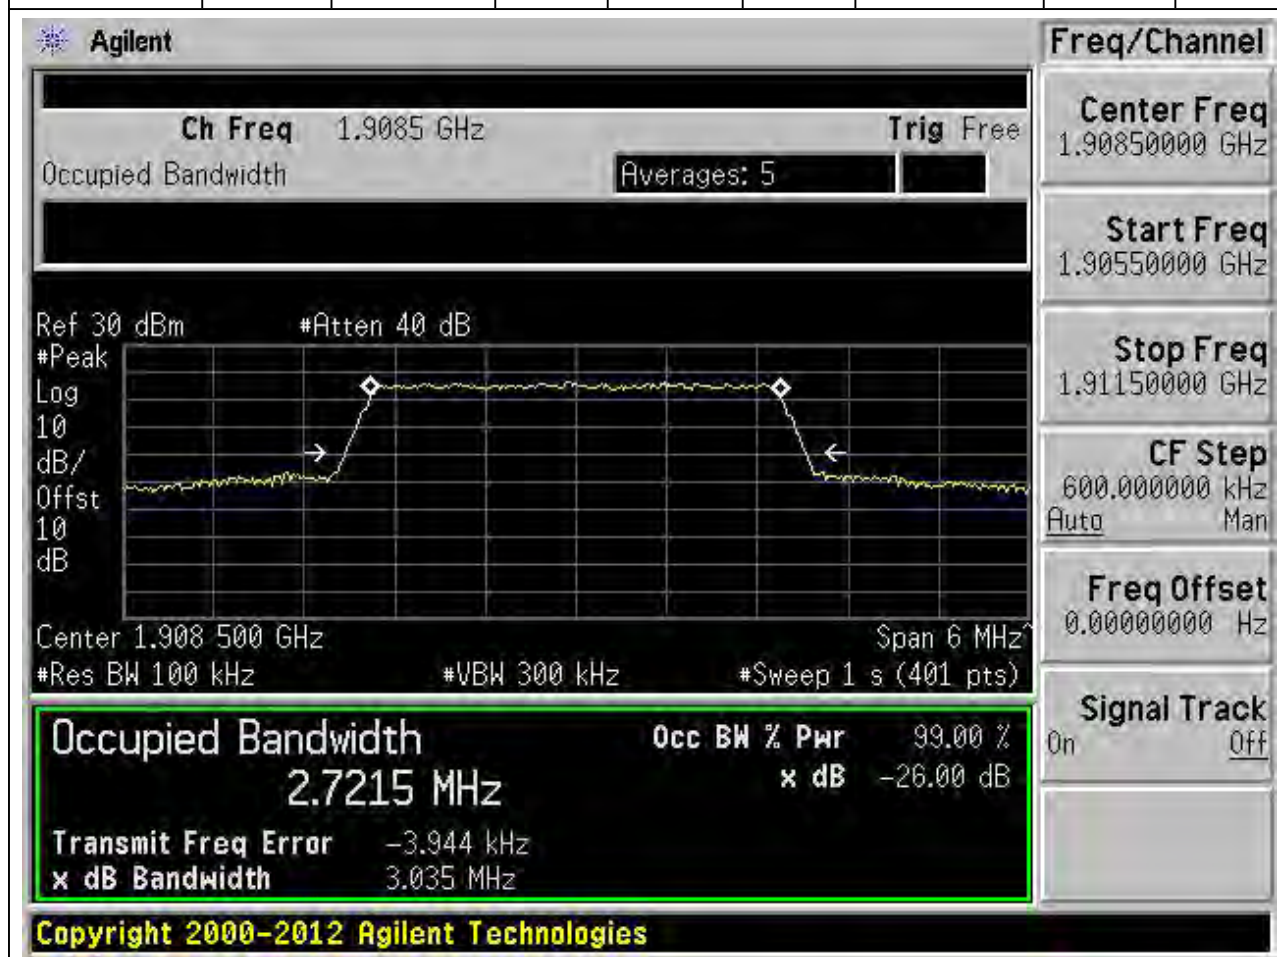 Agilent
Freq/Channel
Ch Freq 1.9085 GHz Trig Free
Occupied Bandwidth Averages: 5
Center Freq
1.90850000 GHz
Start Freq
1.90550000 GHz
Stop Freq
1.91150000 GHz
CF Step
600.000000 kHz
Auto Man
Freq Offset
0.00000000 Hz
Signal Track
On Off
Ref 30 dBm #Atten 40 dB
#Peak
Log
10
dB/
Offst
10
dB
Center 1.908 500 GHz Span 6 MHz^
#Res BW 100 kHz #VBW 300 kHz #Sweep 1 s (401 pts)
Occupied Bandwidth Occ BW % Pwr 99.00 %
2.7215 MHz x dB -26.00 dB
Transmit Freq Error -3.944 kHz
x dB Bandwidth 3.035 MHz
Copyright 2000-2012 Agilent Technologies